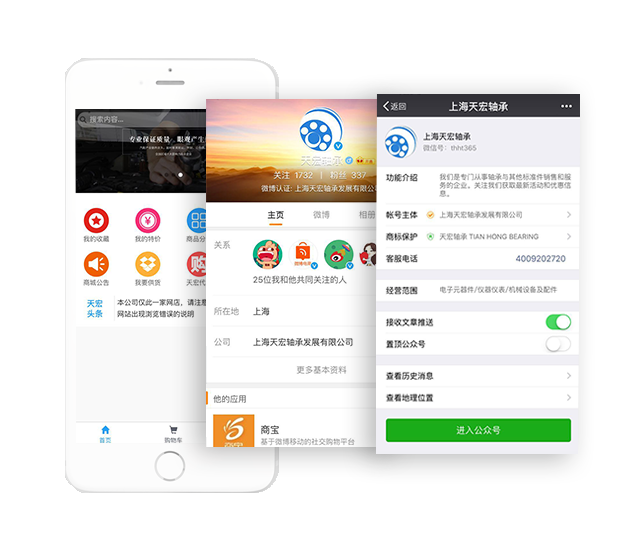 搜索内容...
专业保证质量
我的收藏
我的特价
商品分
商城公告
我要供货
天宏代
天宏
头条
本公司仅此一家网店，请注意
网站出现浏览错误的说明
首页
购物车
天宏轴承
关注 1732 | 粉丝 337
微博认证: 上海天宏轴承发展有限公司
主页
微博
相册
关系
25位我和他共同关注的人
所在地
上海
公司
上海天宏轴承发展有限公司
更多基本资料
他的应用
商宝
基于微博移动的社交购物平台
返回
上海天宏轴承
上海天宏轴承
微信号: thht365
功能介绍
我们是专门从事轴承与其他标准件销售和服
务的企业。关注我们获取最新活动和优惠信
息。
帐号主体
上海天宏轴承发展有限公司
商标保护
天宏轴承 TIAN HONG BEARING
客服电话
4009202720
经营范围
电子元器件/仪器仪表/机械设备及配件
接收文章推送
置顶公众号
查看历史消息
查看地理位置
进入公众号